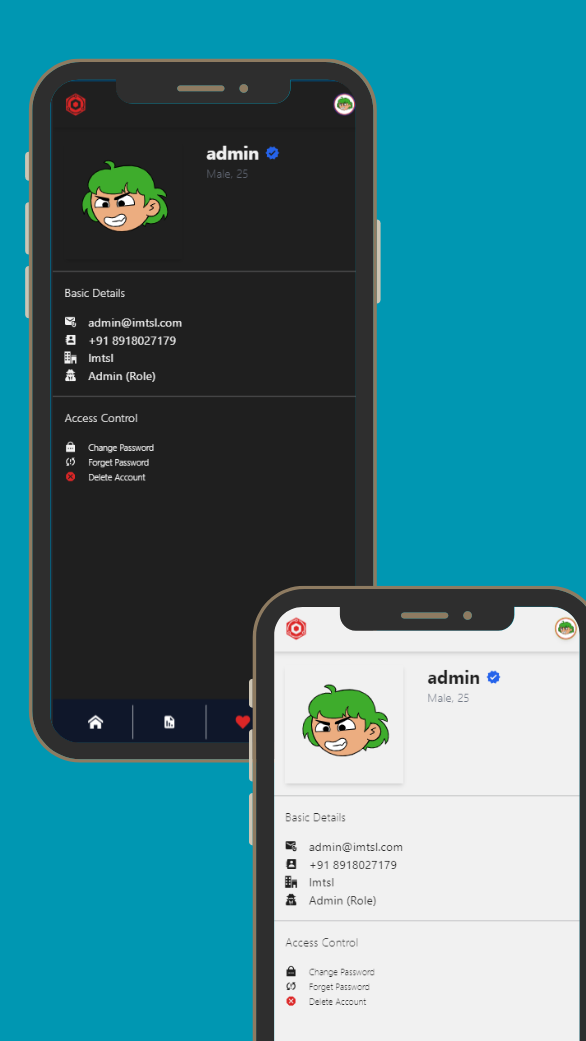 admin
Male, 25
Basic Details
admin@imtsl.com
+91 8918027179
Imtsl
Admin (Role)
Access Control
Change Password
Forget Password
Delete Account
admin
Male, 25
Basic Details
admin@imtsl.com
+91 8918027179
Imtsl
Admin (Role)
Access Control
Change Password
Forget Password
Delete Account